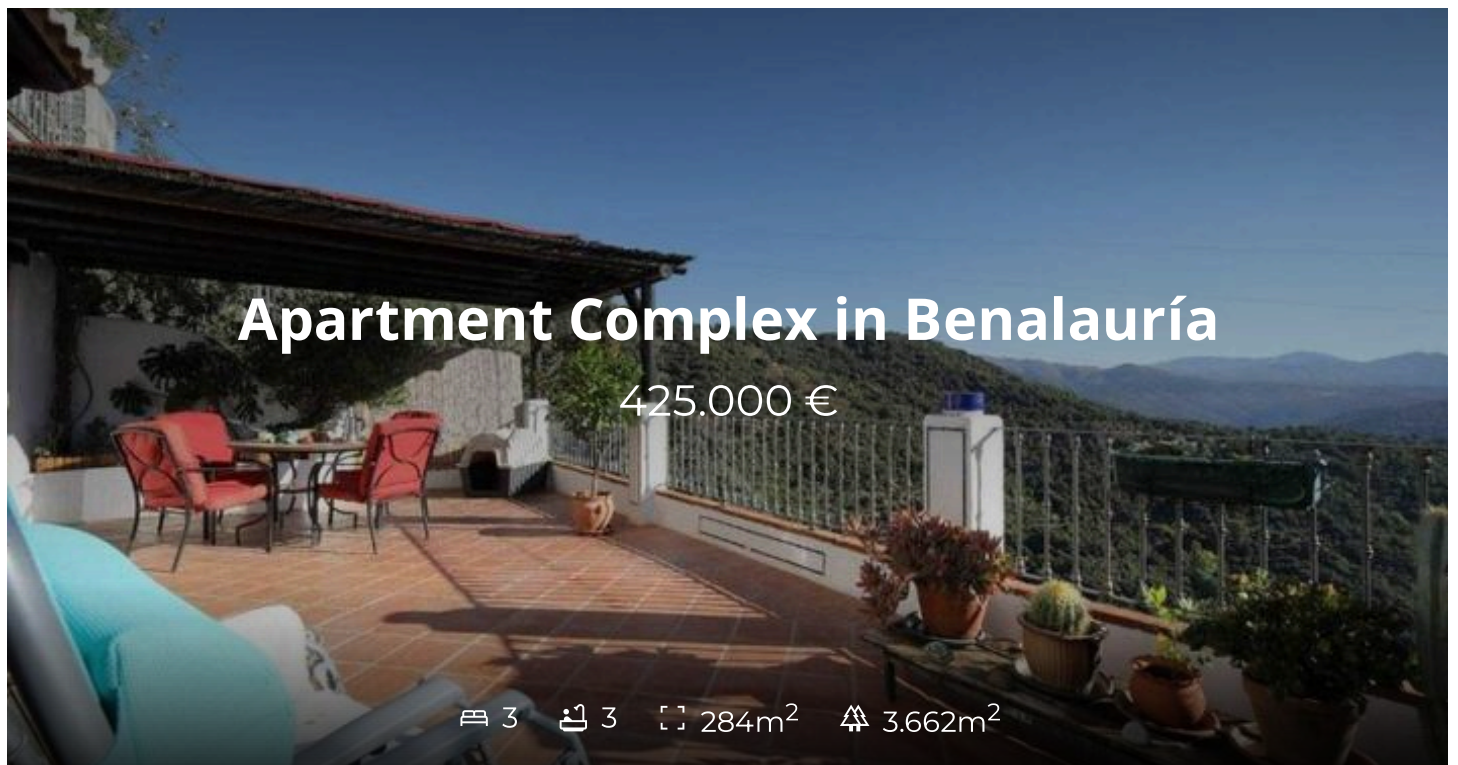 Apartment Complex in Benalauría
425.000 €
3 3 284m² 3.662m²